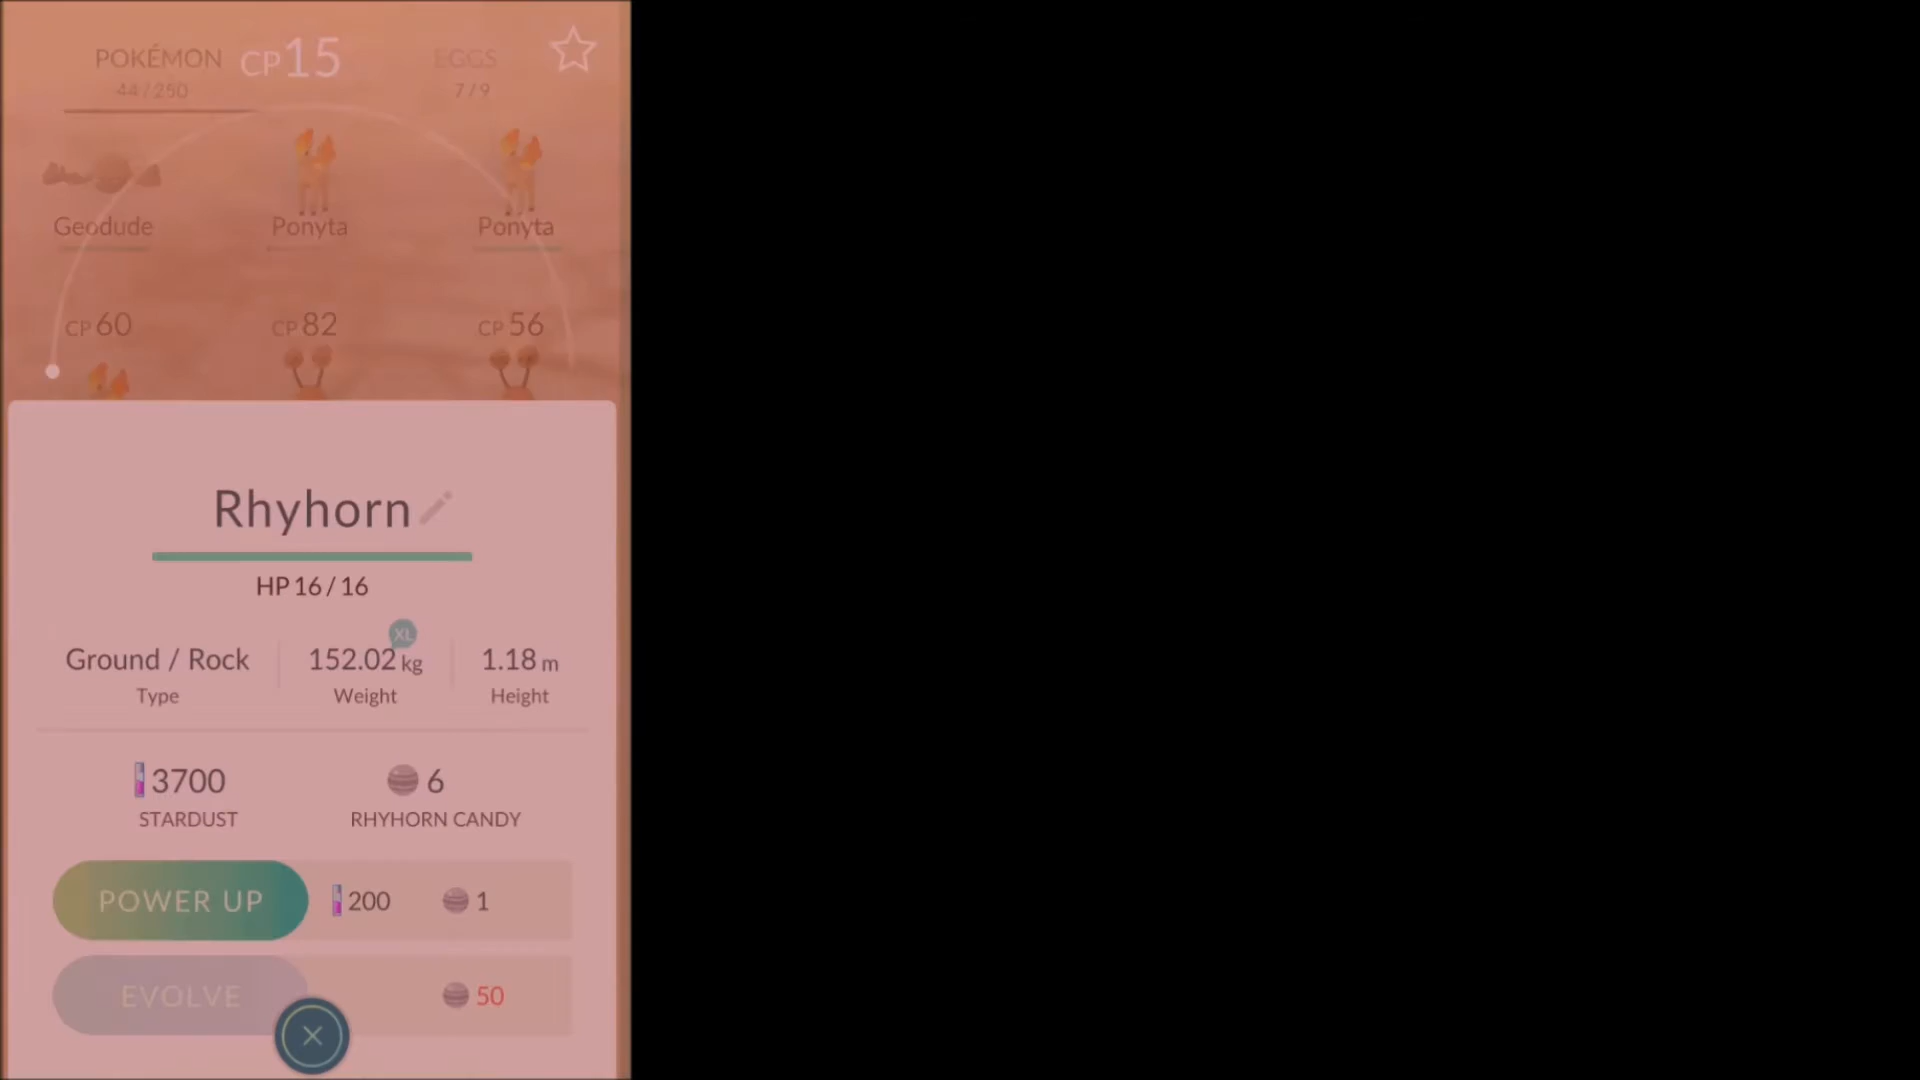 POKÉMON CP15 EGGS
44/250 7/9
Geodude Ponyta Ponyta
CP60 CP82 CP56
Rhyhorn
HP 16 / 16
XL
Ground / Rock 152.02 kg 1.18 m
Type Weight Height
3700 6
STARDUST RHYHORN CANDY
POWER UP 200 1
EVOLVE 50